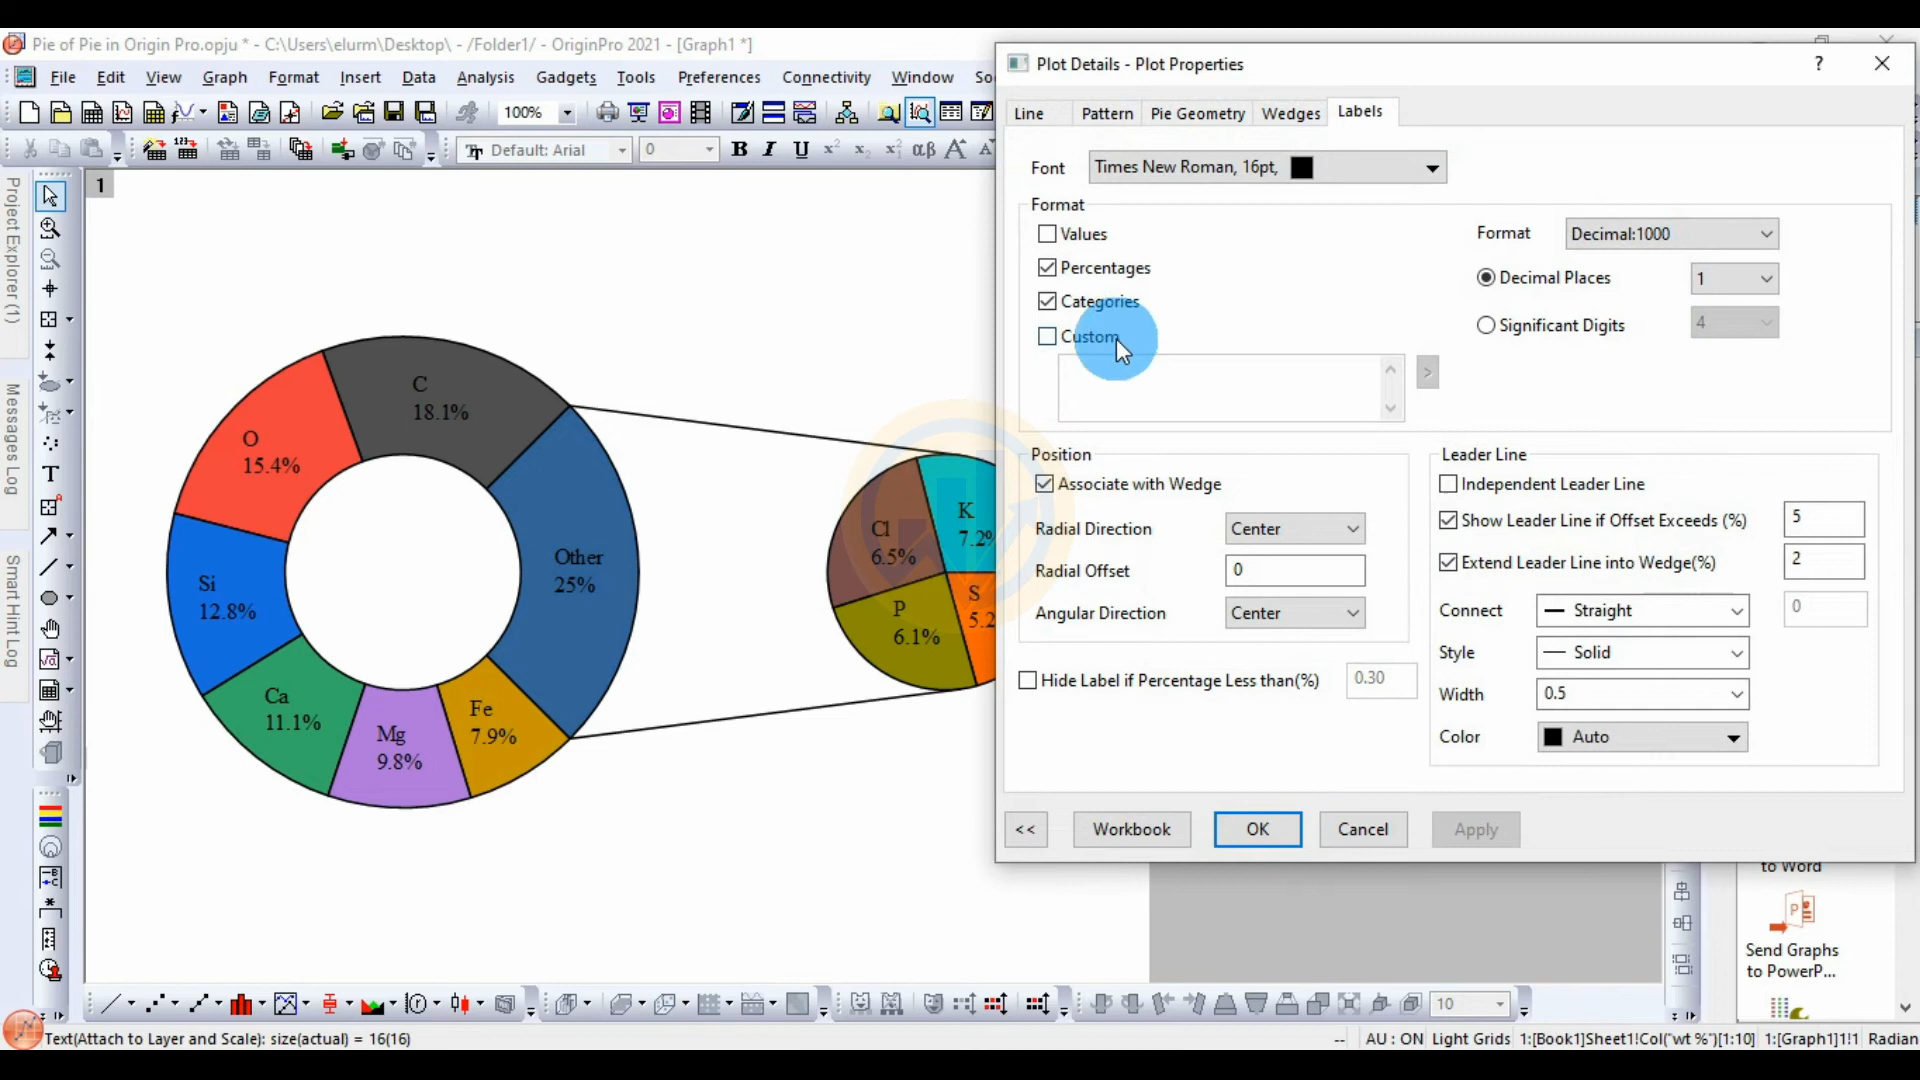 Pie of Pie in Origin Pro.opju * - C:\Users\elurm\Desktop\ - /Folder1/ - OriginPro 2021 - [Graph1 *]
File Edit View Graph Format Insert Data Analysis Gadgets Tools Preferences Connectivity Window
100%
Default: Arial 0 B I U
Project Explorer (1)
Messages Log
Smart Hint Log
1
C
18.1%
O
15.4%
Si
12.8%
Ca
11.1%
Mg
9.8%
Fe
7.9%
Other
25%
Cl
6.5%
K
7.2%
P
6.1%
S
5.2
Plot Details - Plot Properties
Line Pattern Pie Geometry Wedges Labels
Font Times New Roman, 16pt,
Format
Values
Percentages
Categories
Custom
>
Format Decimal:1000
Decimal Places 1
Significant Digits 4
Position
Associate with Wedge
Radial Direction Center
Radial Offset 0
Angular Direction Center
Hide Label if Percentage Less than(%) 0.30
Leader Line
Independent Leader Line
Show Leader Line if Offset Exceeds (%) 5
Extend Leader Line into Wedge(%) 2
Connect Straight 0
Style Solid
Width 0.5
Color Auto
<< Workbook OK Cancel Apply
to Word
Send Graphs
to PowerP...
10
Text(Attach to Layer and Scale): size(actual) = 16(16)
-- AU : ON Light Grids 1:[Book1]Sheet1!Col("wt %")[1:10] 1:[Graph1]1!1 Radian